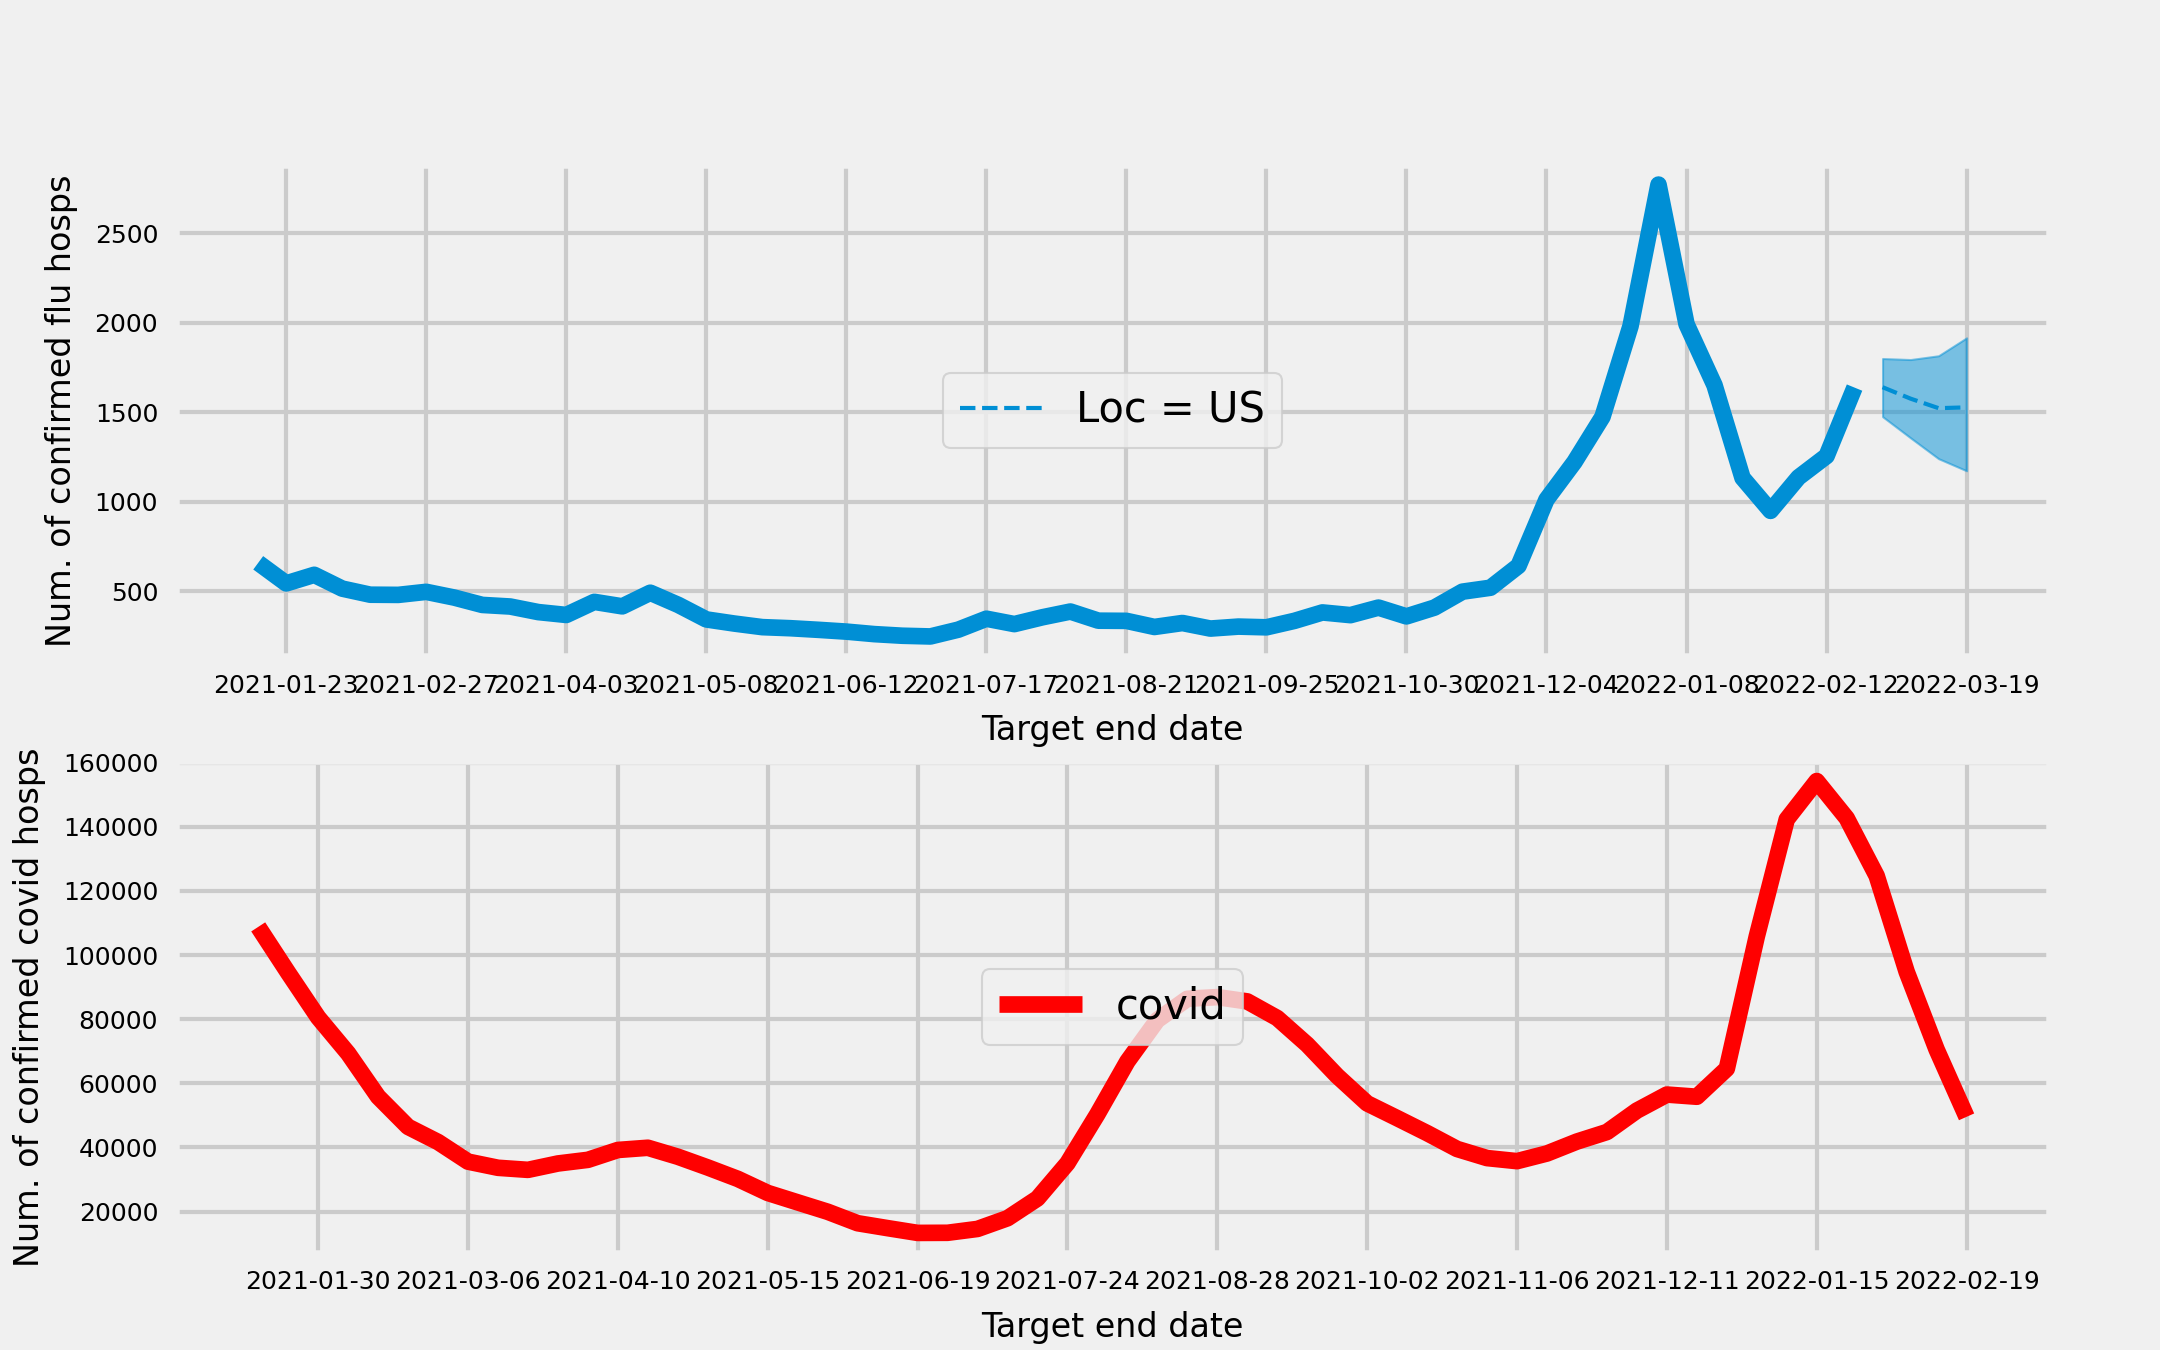 Num. of confirmed flu hosps
2500
2000
1500
1000
500
Loc = US
2021-01-23 2021-02-27 2021-04-03 2021-05-08 2021-06-12 2021-07-17 2021-08-21 2021-09-25 2021-10-30 2021-12-04 2022-01-08 2022-02-12 2022-03-19
Target end date
Num. of confirmed covid hosps
160000
140000
120000
100000
80000
60000
40000
20000
covid
2021-01-30 2021-03-06 2021-04-10 2021-05-15 2021-06-19 2021-07-24 2021-08-28 2021-10-02 2021-11-06 2021-12-11 2022-01-15 2022-02-19
Target end date